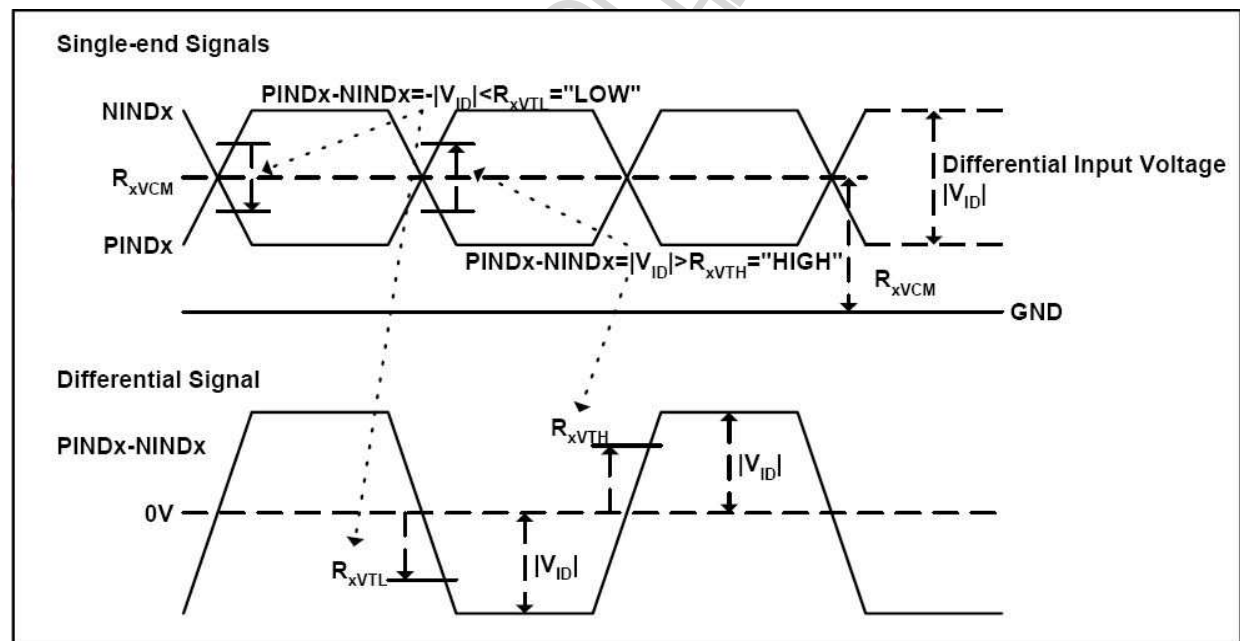 Single-end Signals
PINDx-NINDx=-|VID|<RxVTL="LOW"
NINDx
RxVCM
Differential Input Voltage
|VID|
PINDx
PINDx-NINDx=|VID|>RxVTH="HIGH"
RxVCM
GND
Differential Signal
RxVTH
PINDx-NINDx
|VID|
0V
RxVTL
|VID|